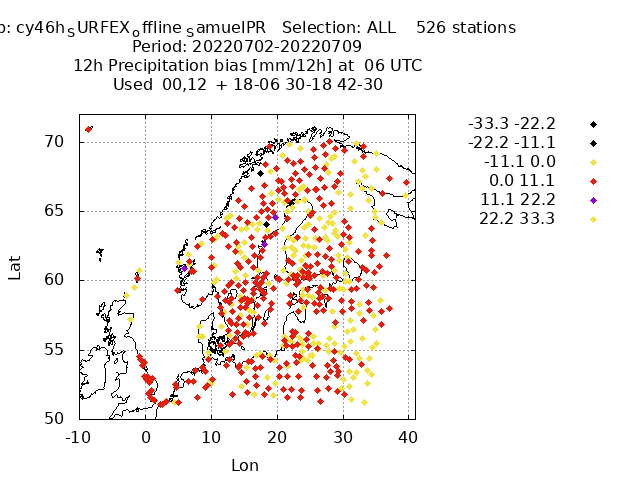 p: cy46h_SURFEX_offline_SamuelPR   Selection: ALL    526 stations
Period: 20220702-20220709
12h Precipitation bias [mm/12h] at  06 UTC
Used  00,12  + 18-06 30-18 42-30
-33.3 -22.2
-22.2 -11.1
-11.1 0.0
0.0 11.1
11.1 22.2
22.2 33.3
70
65
60
55
50
Lat
-10 0 10 20 30 40
Lon